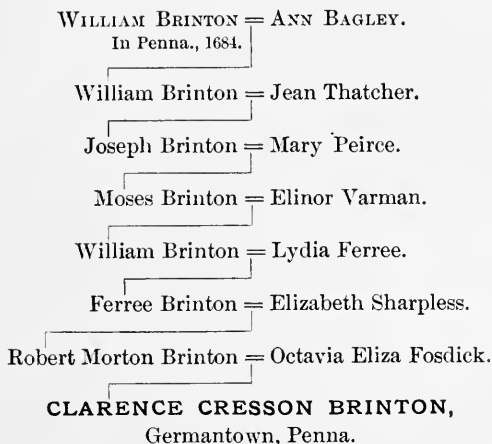 WILLIAM BRINTON = ANN BAGLEY.
In Penna., 1684.
William Brinton = Jean Thatcher.
Joseph Brinton = Mary Peirce.
Moses Brinton = Elinor Varman.
William Brinton = Lydia Ferree.
Ferree Brinton = Elizabeth Sharpless.
Robert Morton Brinton = Octavia Eliza Fosdick.
CLARENCE CRESSON BRINTON,
Germantown, Penna.